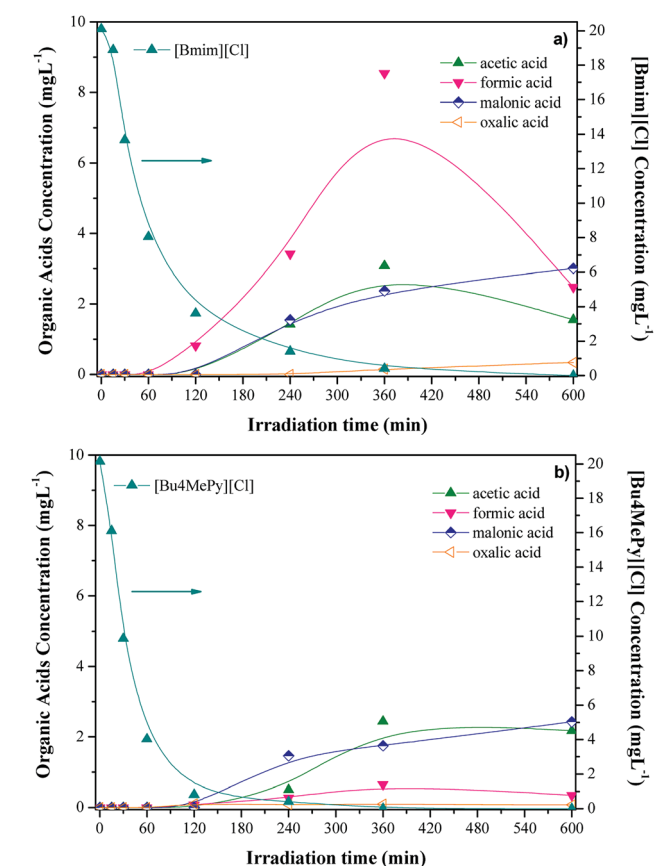 a)
[Bmim][Cl]
acetic acid
formic acid
malonic acid
oxalic acid
Organic Acids Concentration (mgL-1)
10
8
6
4
2
0
[Bmim][Cl] Concentration (mgL-1)
20
18
16
14
12
10
8
6
4
2
0
0 60 120 180 240 300 360 420 480 540 600
Irradiation time (min)
b)
[Bu4MePy][Cl]
acetic acid
formic acid
malonic acid
oxalic acid
Organic Acids Concentration (mgL-1)
10
8
6
4
2
0
[Bu4MePy][Cl] Concentration (mgL-1)
20
18
16
14
12
10
8
6
4
2
0
0 60 120 180 240 300 360 420 480 540 600
Irradiation time (min)